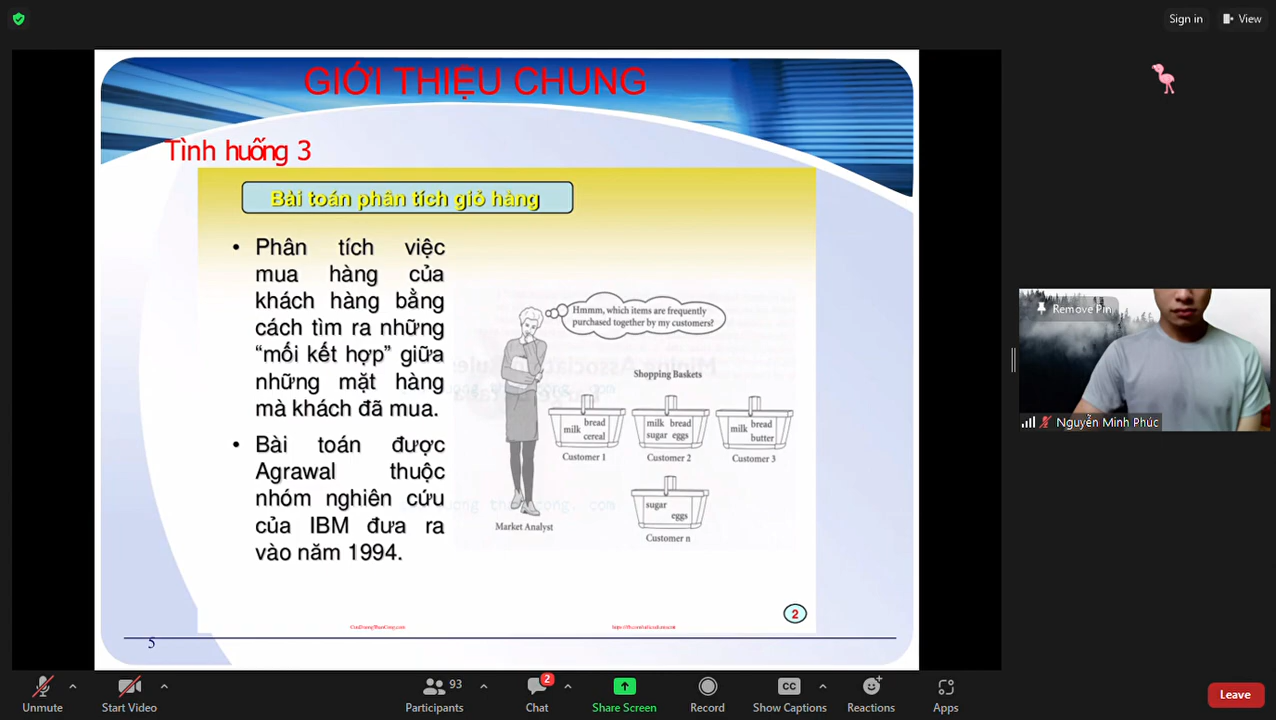 Sign in
View
GIỚI THIỆU CHUNG
Tình huống 3
Bài toán phân tích giỏ hàng
• Phân tích việc
mua hàng của
khách hàng bằng
cách tìm ra những
“mối kết hợp” giữa
những mặt hàng
mà khách đã mua.
• Bài toán được
Agrawal thuộc
nhóm nghiên cứu
của IBM đưa ra
vào năm 1994.
Hmmm, which items are frequently
purchased together by my customers?
Shopping Baskets
milk bread
cereal
Customer 1
milk bread
sugar eggs
Customer 2
milk bread
butter
Customer 3
sugar
eggs
Customer n
Market Analyst
2
CuuDuongThanCong.com
5
Remove Pin
Nguyễn Minh Phúc
Unmute
Start Video
93
Participants
2
Chat
Share Screen
Record
CC
Show Captions
Reactions
Apps
Leave